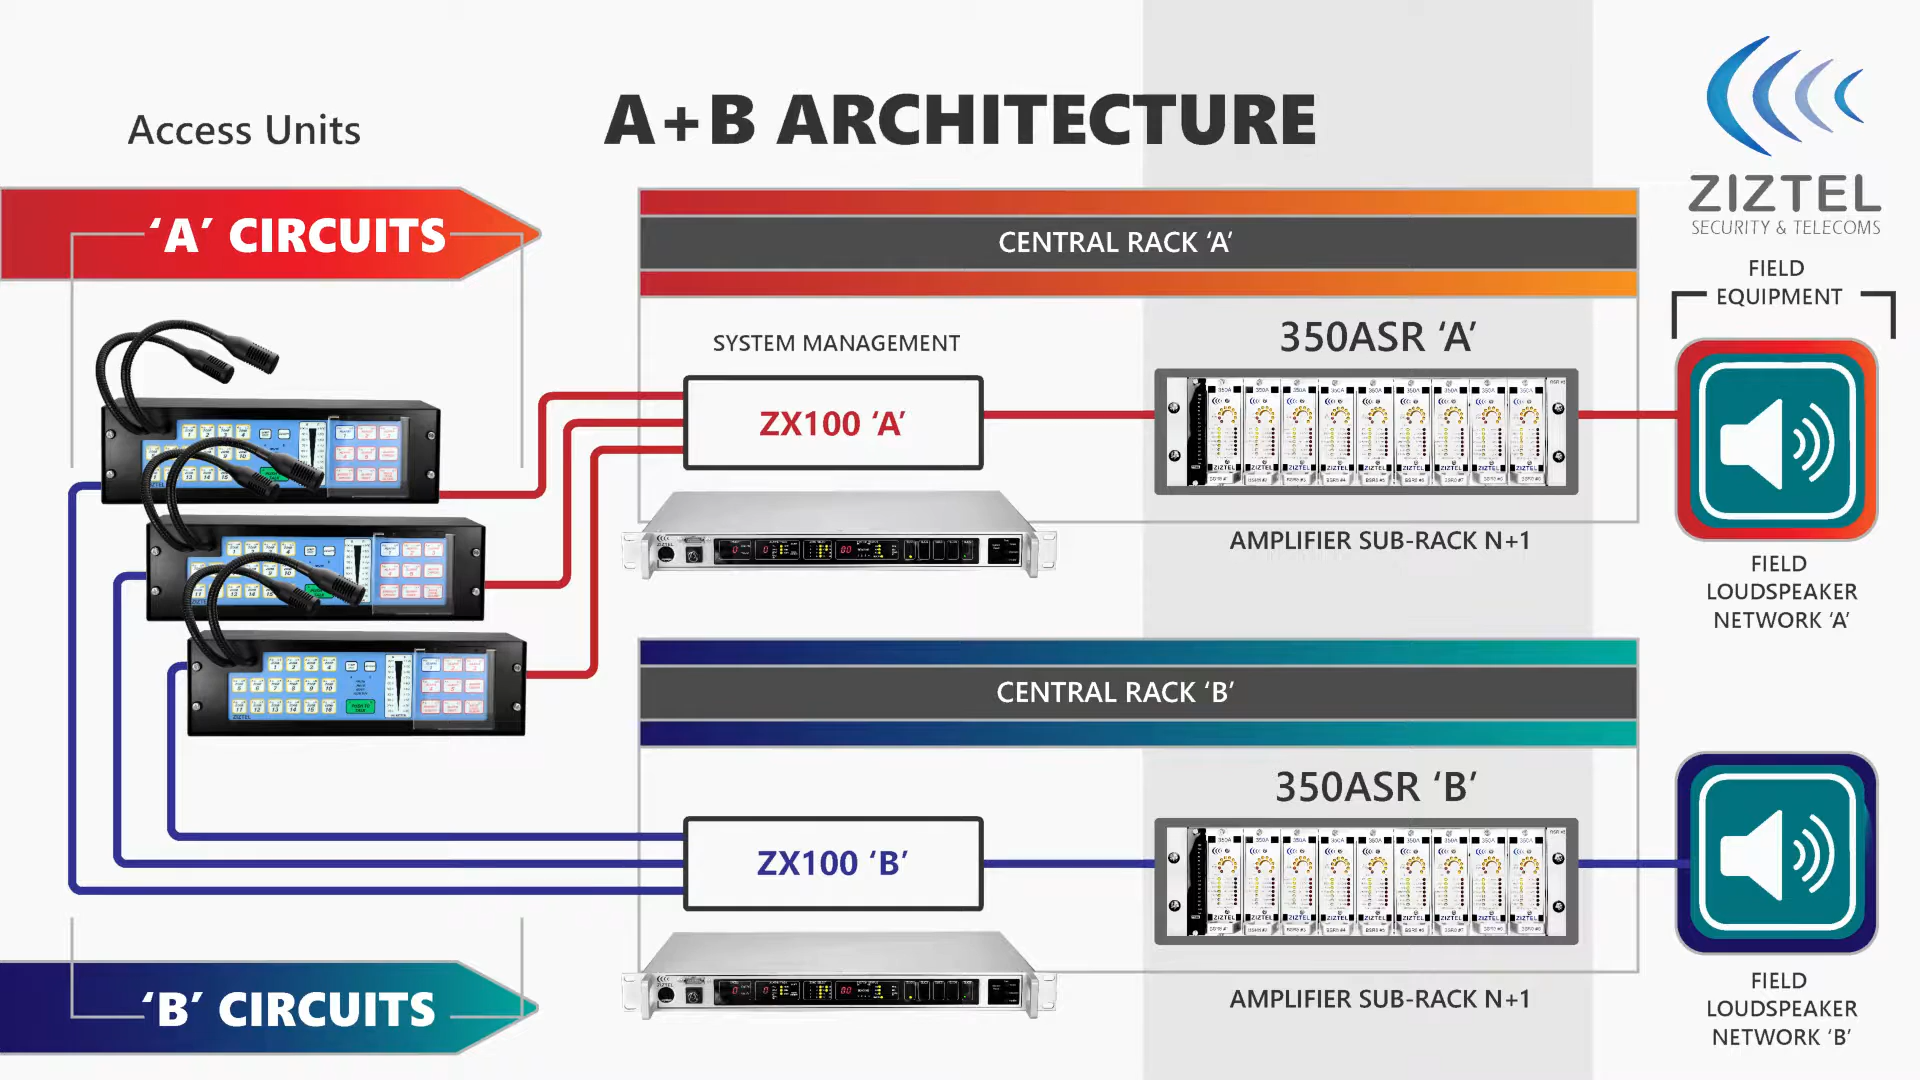 Access Units
A+B ARCHITECTURE
ZIZTEL
SECURITY & TELECOMS
‘A’ CIRCUITS
CENTRAL RACK ‘A’
FIELD
EQUIPMENT
SYSTEM MANAGEMENT
350ASR ‘A’
ZX100 ‘A’
AMPLIFIER SUB-RACK N+1
FIELD
LOUDSPEAKER
NETWORK ‘A’
CENTRAL RACK ‘B’
350ASR ‘B’
ZX100 ‘B’
AMPLIFIER SUB-RACK N+1
‘B’ CIRCUITS
FIELD
LOUDSPEAKER
NETWORK ‘B’